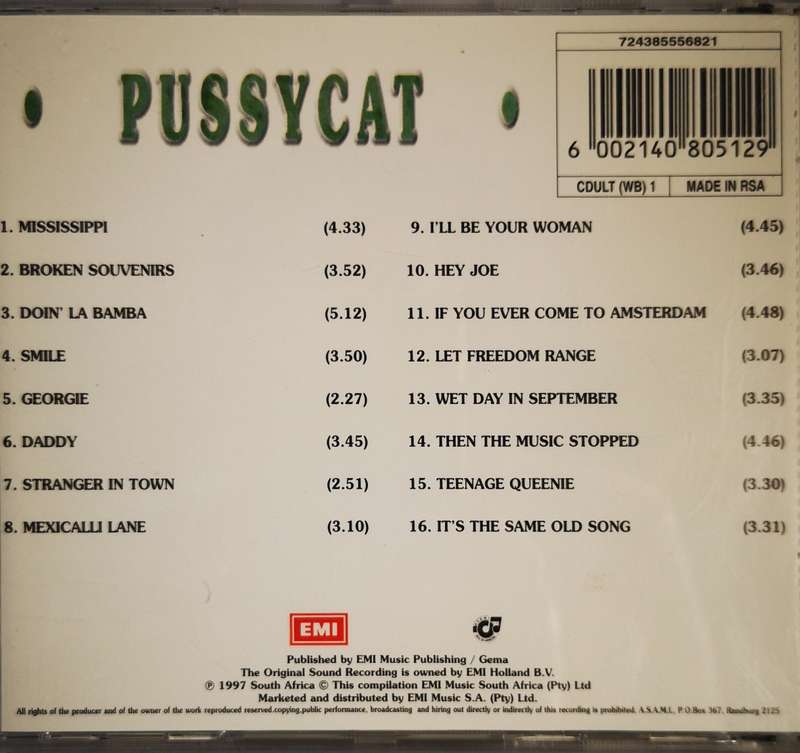 724385556821
PUSSYCAT
6 002140 805129
CDULT (WB) 1 MADE IN RSA
1. MISSISSIPPI (4.33)
2. BROKEN SOUVENIRS (3.52)
3. DOIN' LA BAMBA (5.12)
4. SMILE (3.50)
5. GEORGIE (2.27)
6. DADDY (3.45)
7. STRANGER IN TOWN (2.51)
8. MEXICALLI LANE (3.10)
9. I'LL BE YOUR WOMAN (4.45)
10. HEY JOE (3.46)
11. IF YOU EVER COME TO AMSTERDAM (4.48)
12. LET FREEDOM RANGE (3.07)
13. WET DAY IN SEPTEMBER (3.35)
14. THEN THE MUSIC STOPPED (4.46)
15. TEENAGE QUEENIE (3.30)
16. IT'S THE SAME OLD SONG (3.31)
EMI
Published by EMI Music Publishing / Gema
The Original Sound Recording is owned by EMI Holland B.V.
℗ 1997 South Africa © This compilation EMI Music South Africa (Pty) Ltd
Marketed and distributed by EMI Music S.A. (Pty) Ltd.
All rights of the producer and of the owner of the work reproduced reserved.copying,public performance, broadcasting and hiring out directly or indirectly of this recording is prohibited. A.S.A.M.I. P.O.Box 367, Randburg 2125